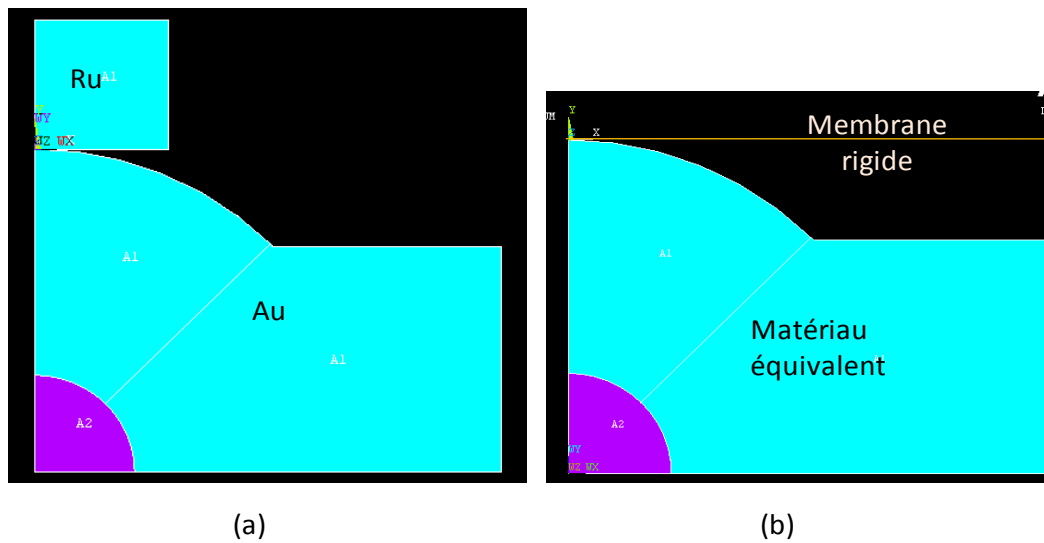 Ru
A1
Y
WY
WZ WX
A1
Au
A1
A2
(a)
Y
X
Membrane
rigide
A1
Matériau
équivalent
A2
WY
WZ WX
(b)